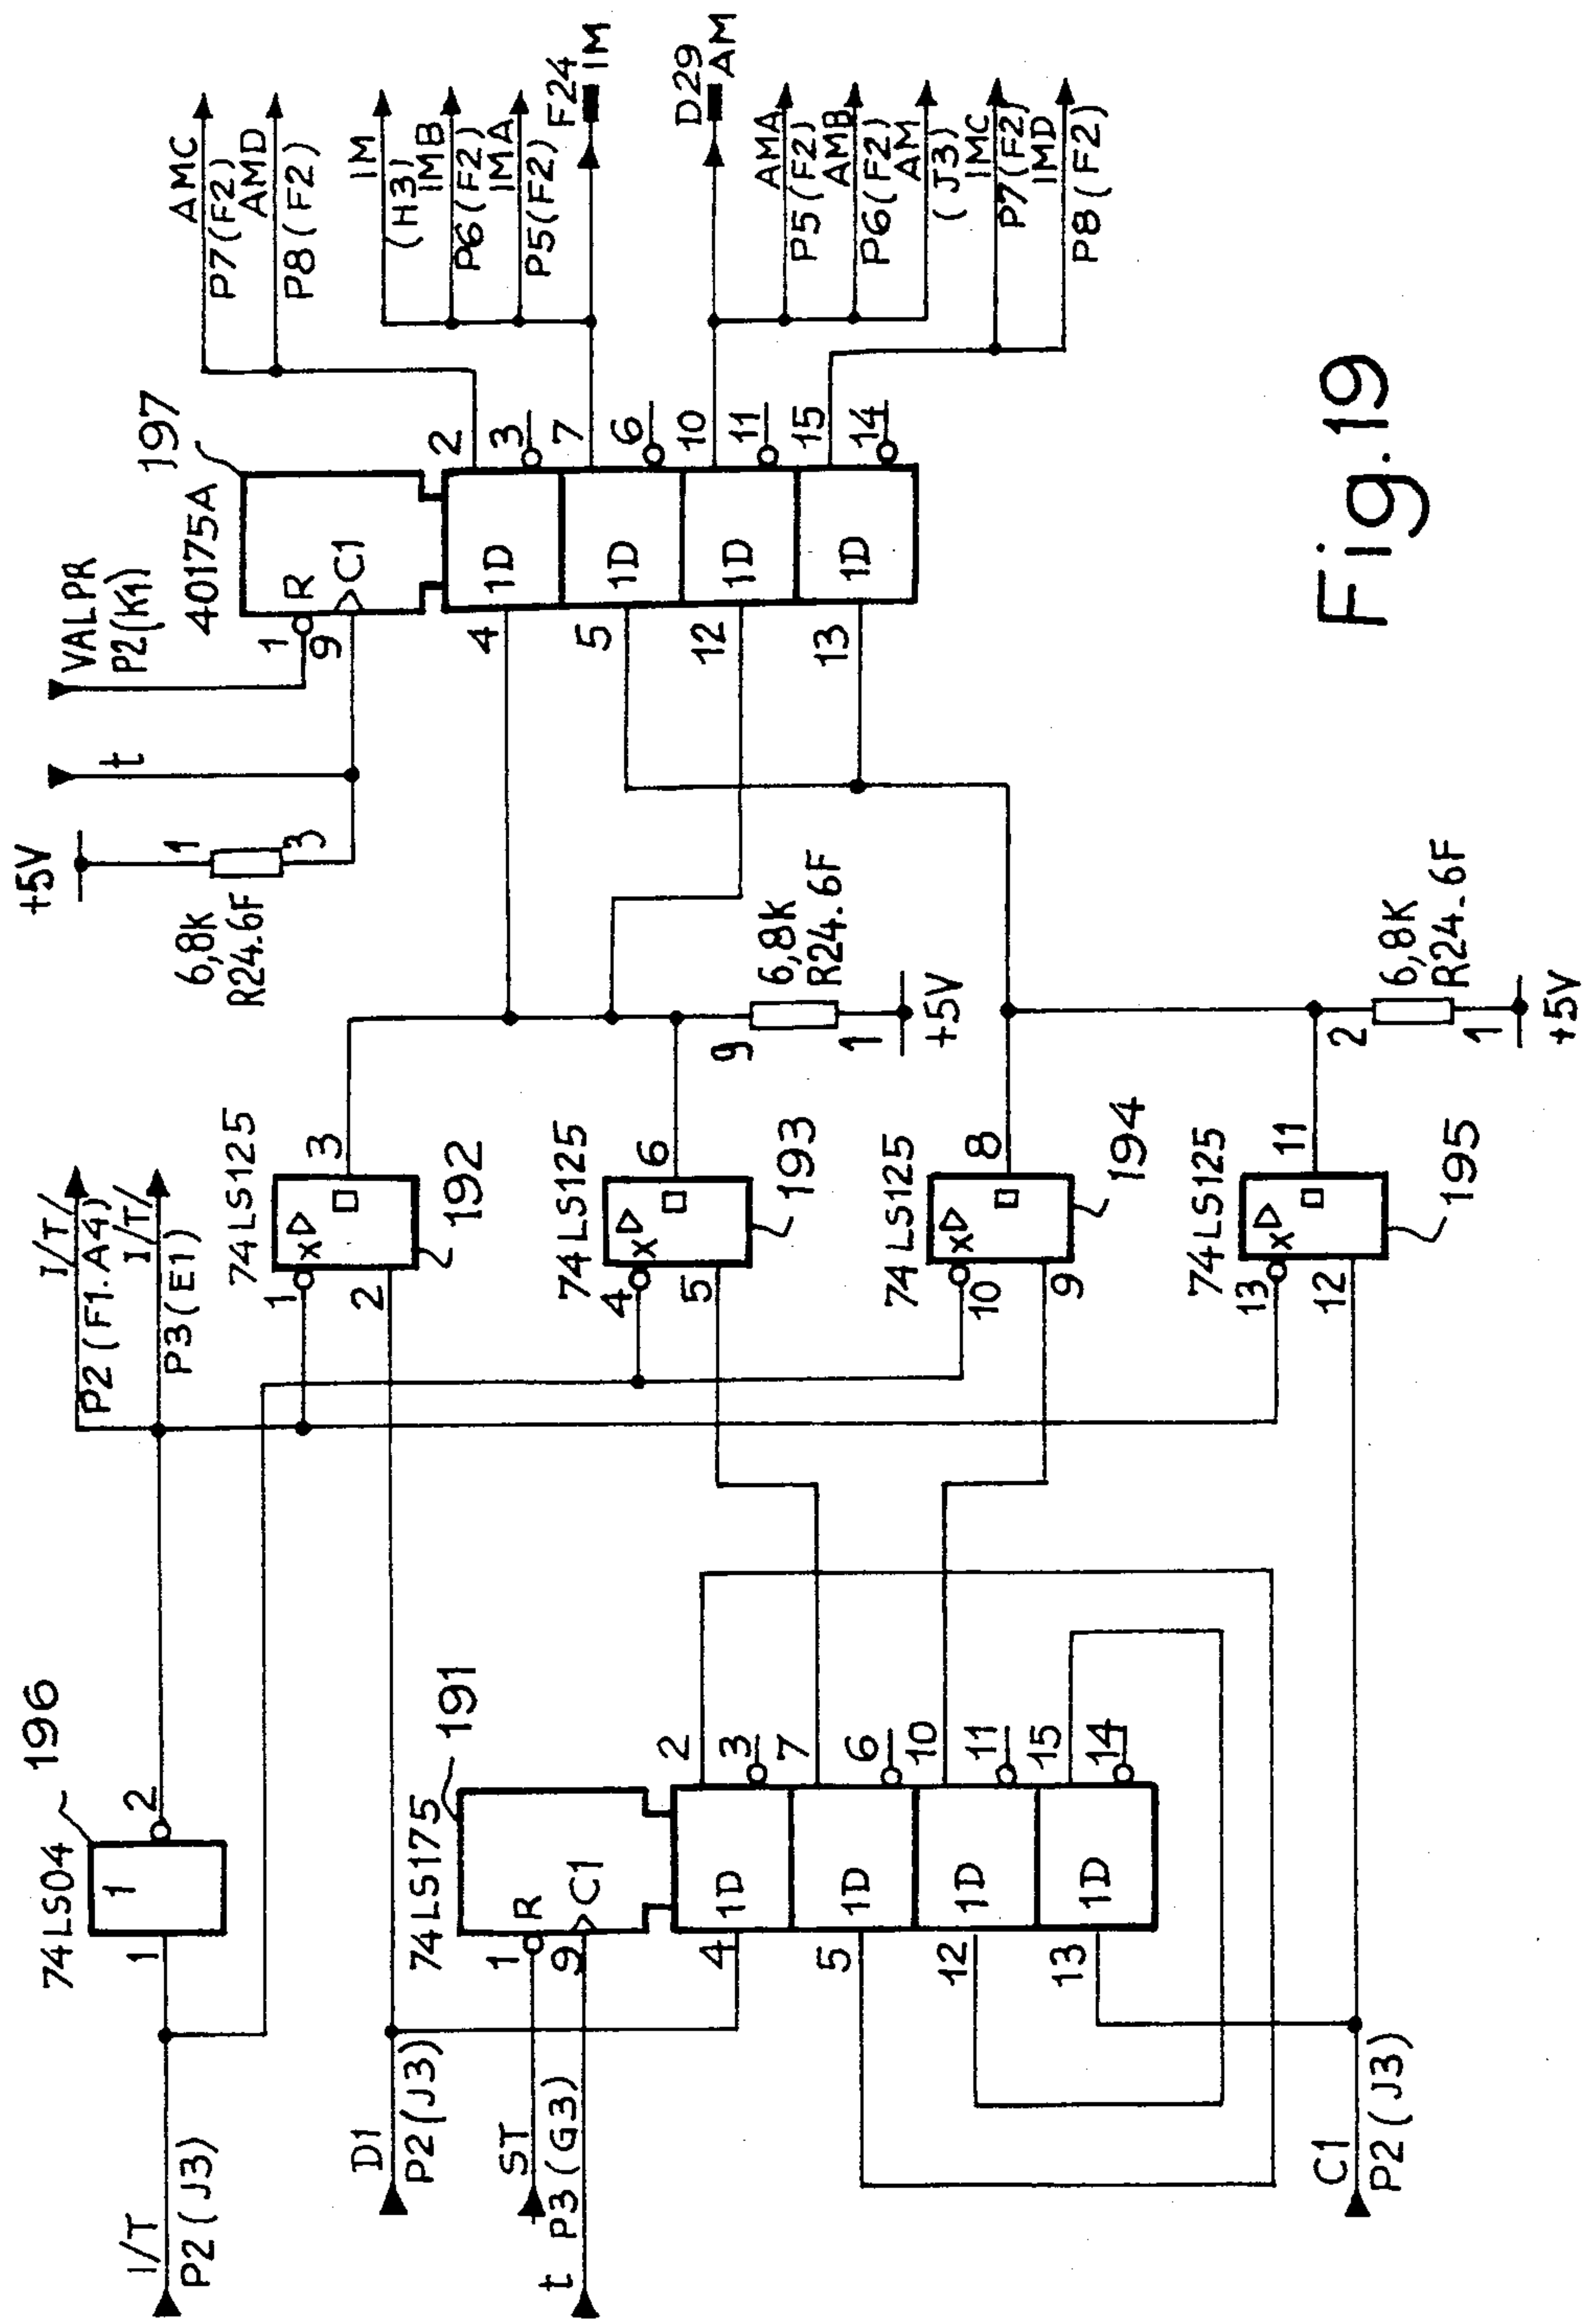 I/T
P2(J3)
74LS04
196
1
1
2
I/T/
P2(F1.A4)
I/T/
P3(E1)
D1
P2(J3)
ST
P3(G3)
t
C1
P2(J3)
74LS175
191
1
R
9
C1
4
1D
2
3
5
1D
7
6
12
1D
10
11
13
1D
15
14
74LS125
1
X
3
2
192
74LS125
4
X
6
5
193
74LS125
10
X
8
9
194
74LS125
13
X
11
12
195
+5V
1
3
6,8K
R24.6F
t
VALPR
P2(K1)
9
6,8K
R24.6F
1
+5V
2
6,8K
R24.6F
1
+5V
40175A
197
1
R
9
C1
4
1D
2
3
5
1D
7
6
12
1D
10
11
13
1D
15
14
AMC
P7(F2)
AMD
P8(F2)
IM
(H3)
IMB
P6(F2)
IMA
P5(F2)
F24
IM
D29
AM
AMA
P5(F2)
AMB
P6(F2)
AM
(J3)
IMC
P7(F2)
IMD
P8(F2)
Fig.19